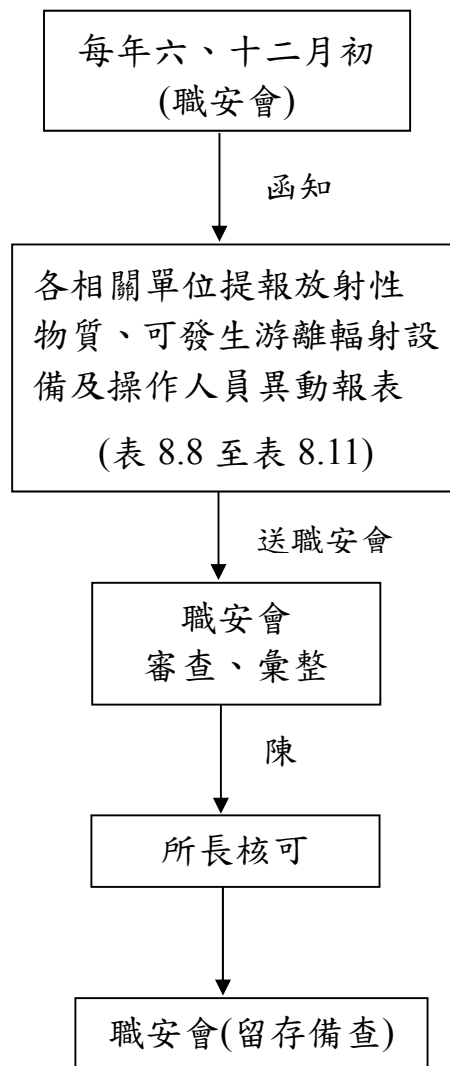 每年六、十二月初
(職安會)
函知
各相關單位提報放射性
物質、可發生游離輻射設
備及操作人員異動報表
(表 8.8 至表 8.11)
送職安會
職安會
審查、彙整
陳
所長核可
職安會(留存備查)